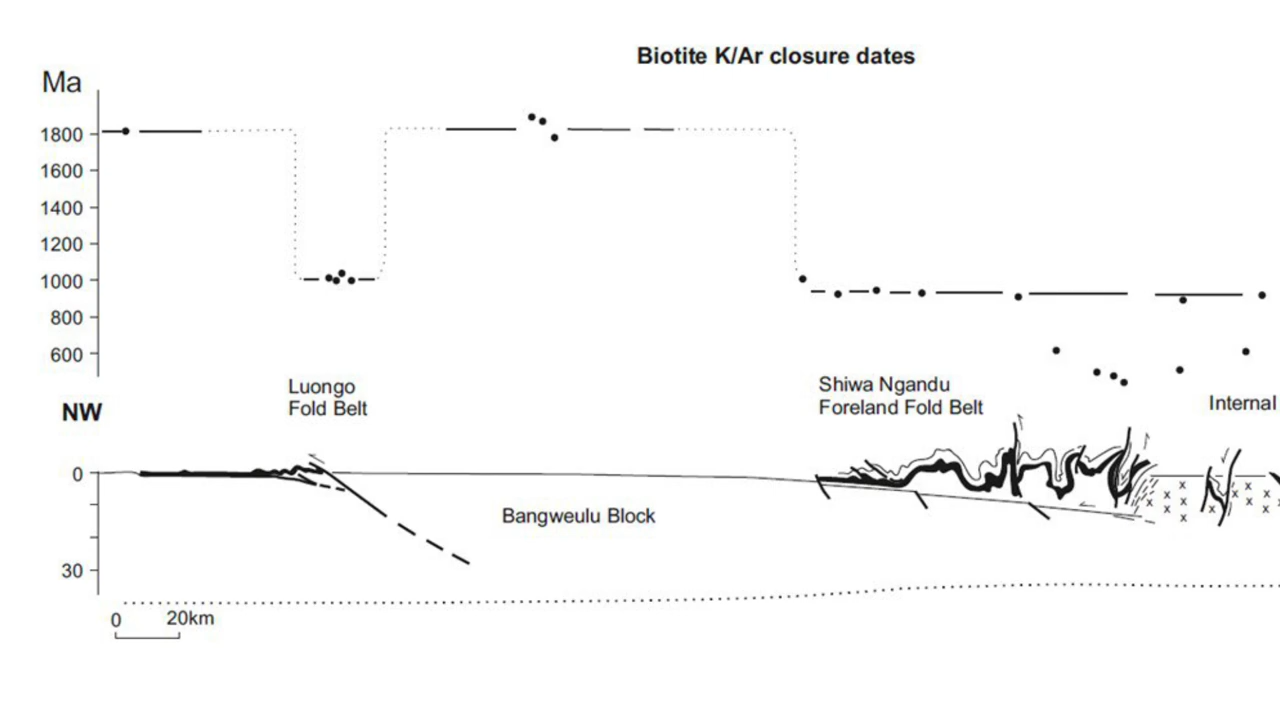 Biotite K/Ar closure dates
Ma
1800
1600
1400
1200
1000
800
600
NW
Luongo
Fold Belt
Shiwa Ngandu
Foreland Fold Belt
Internal
0
Bangweulu Block
30
0 20km